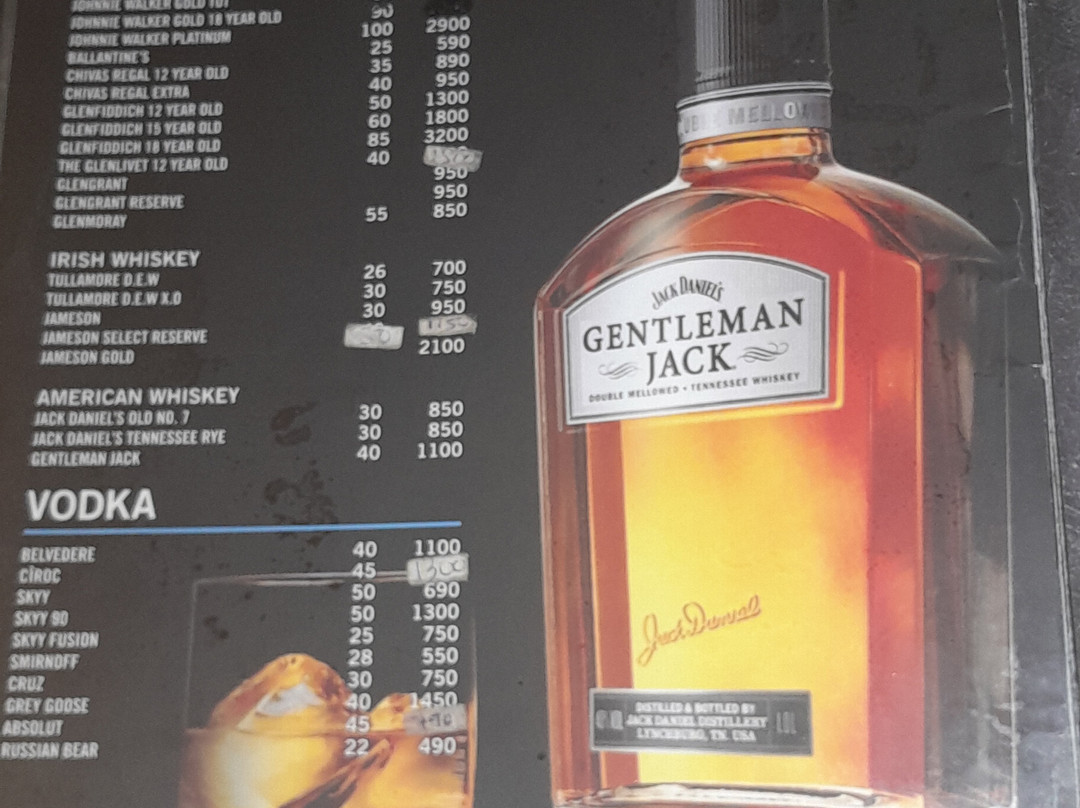 JOHNNIE WALKER GOLD 18 YEAR OLD 90
JOHNNIE WALKER PLATINUM 100 2900
BALLANTINE'S 25 590
CHIVAS REGAL 12 YEAR OLD 35 890
CHIVAS REGAL EXTRA 40 950
GLENFIDDICH 12 YEAR OLD 50 1300
GLENFIDDICH 15 YEAR OLD 60 1800
GLENFIDDICH 18 YEAR OLD 85 3200
THE GLENLIVET 12 YEAR OLD 40
GLENGRANT 950
GLENGRANT RESERVE 950
GLENMORAY 55 850
IRISH WHISKEY
TULLAMORE D.E.W 26 700
TULLAMORE D.E.W X.O 30 750
JAMESON 30 950
JAMESON SELECT RESERVE 1150
JAMESON GOLD 2100
AMERICAN WHISKEY
JACK DANIEL'S OLD NO. 7 30 850
JACK DANIEL'S TENNESSEE RYE 30 850
GENTLEMAN JACK 40 1100
VODKA
BELVEDERE 40 1100
CÎROC 45 1300
SKYY 50 690
SKYY 90 50 1300
SKYY FUSION 25 750
SMIRNOFF 28 550
CRUZ 30 750
GREY GOOSE 40 1450
ABSOLUT 45
RUSSIAN BEAR 22 490
JACK DANIEL'S
GENTLEMAN
JACK
DOUBLE MELLOWED • TENNESSEE WHISKEY
Jack Daniel
DISTILLED & BOTTLED BY
JACK DANIEL DISTILLERY
LYNCHBURG, TN. USA